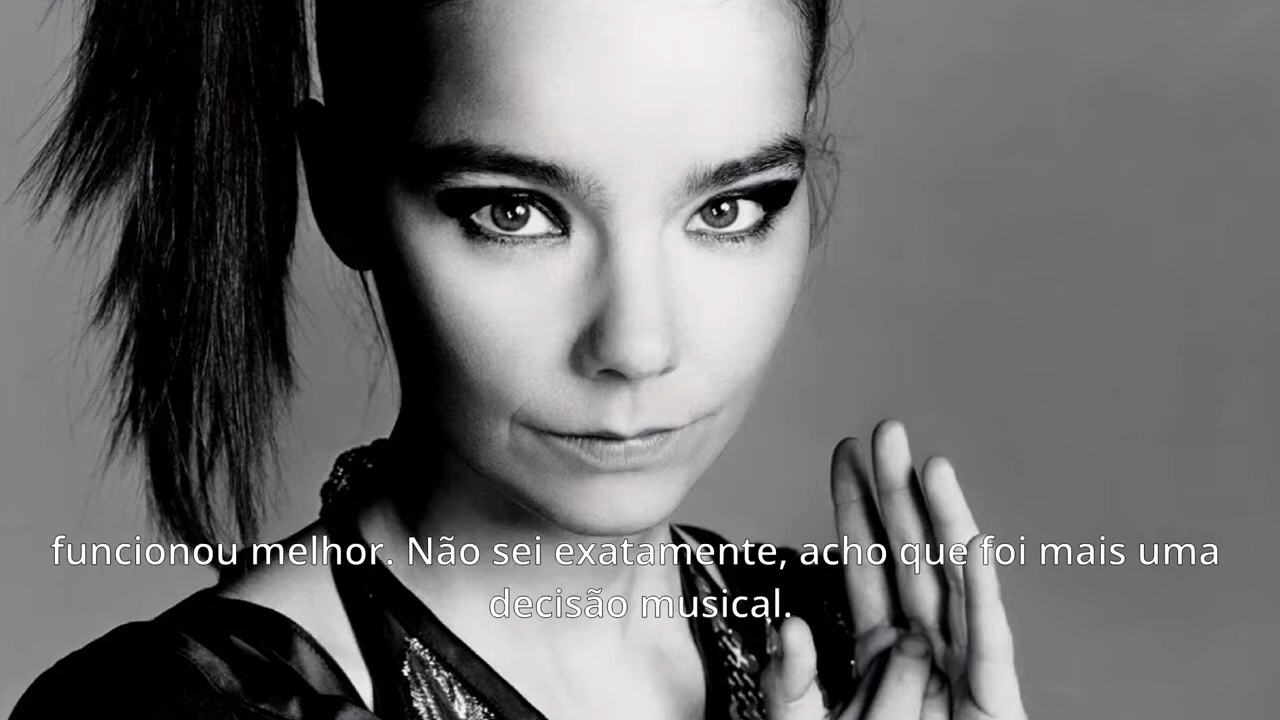 funcionou melhor. Não sei exatamente, acho que foi mais uma
decisão musical.